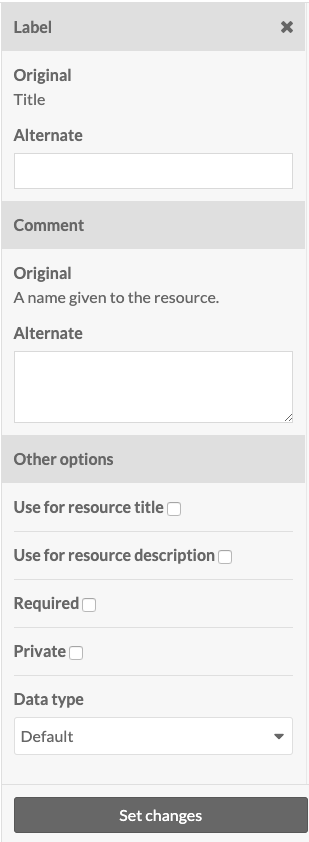 Label
Original
Title
Alternate
Comment
Original
A name given to the resource.
Alternate
Other options
Use for resource title
Use for resource description
Required
Private
Data type
Default
Set changes